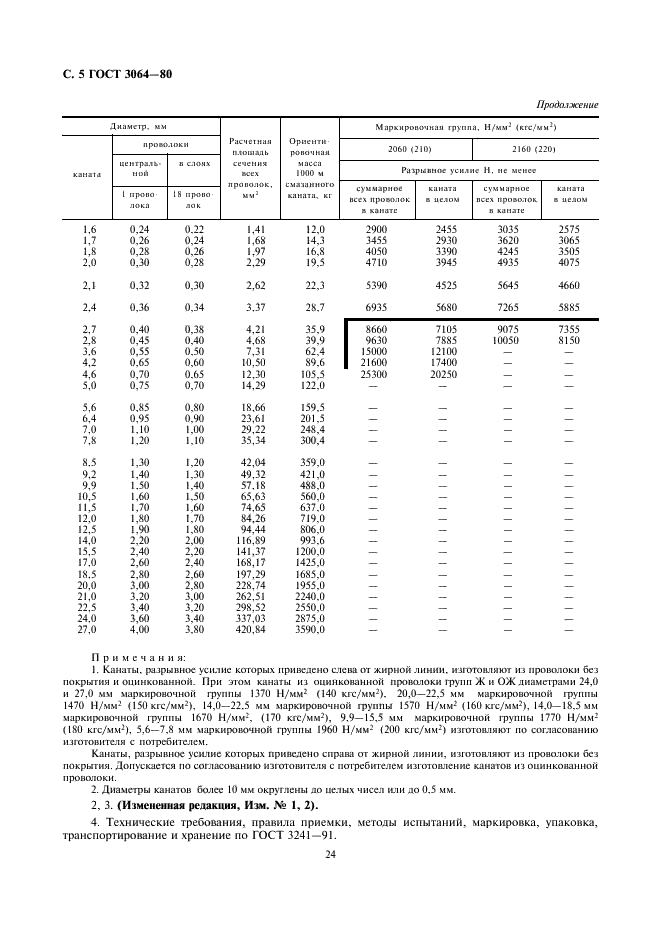 С. 5 ГОСТ 3064—80
Продолжение
Диаметр, мм
Расчетная площадь сечения всех проволок, мм²
Ориенти- ровочная масса 1000 м смазанного каната, кг
Маркировочная группа, Н/мм² (кгс/мм²)
каната
проволоки
2060 (210)
2160 (220)
централь- ной
в слоях
Разрывное усилие Н, не менее
1 прово- лока
18 прово- лок
суммарное всех проволок в канате
каната в целом
суммарное всех проволок в канате
каната в целом
1,6 0,24 0,22 1,41 12,0 2900 2455 3035 2575
1,7 0,26 0,24 1,68 14,3 3455 2930 3620 3065
1,8 0,28 0,26 1,97 16,8 4050 3390 4245 3505
2,0 0,30 0,28 2,29 19,5 4710 3945 4935 4075
2,1 0,32 0,30 2,62 22,3 5390 4525 5645 4660
2,4 0,36 0,34 3,37 28,7 6935 5680 7265 5885
2,7 0,40 0,38 4,21 35,9 8660 7105 9075 7355
2,8 0,45 0,40 4,68 39,9 9630 7885 10050 8150
3,6 0,55 0,50 7,31 62,4 15000 12100 — —
4,2 0,65 0,60 10,50 89,6 21600 17400 — —
4,6 0,70 0,65 12,30 105,5 25300 20250 — —
5,0 0,75 0,70 14,29 122,0 — — — —
5,6 0,85 0,80 18,66 159,5 — — — —
6,4 0,95 0,90 23,61 201,5 — — — —
7,0 1,10 1,00 29,22 248,4 — — — —
7,8 1,20 1,10 35,34 300,4 — — — —
8,5 1,30 1,20 42,04 359,0 — — — —
9,2 1,40 1,30 49,32 421,0 — — — —
9,9 1,50 1,40 57,18 488,0 — — — —
10,5 1,60 1,50 65,63 560,0 — — — —
11,5 1,70 1,60 74,65 637,0 — — — —
12,0 1,80 1,70 84,26 719,0 — — — —
12,5 1,90 1,80 94,44 806,0 — — — —
14,0 2,20 2,00 116,89 993,6 — — — —
15,5 2,40 2,20 141,37 1200,0 — — — —
17,0 2,60 2,40 168,17 1425,0 — — — —
18,5 2,80 2,60 197,29 1685,0 — — — —
20,0 3,00 2,80 228,74 1955,0 — — — —
21,0 3,20 3,00 262,51 2240,0 — — — —
22,5 3,40 3,20 298,52 2550,0 — — — —
24,0 3,60 3,40 337,03 2875,0 — — — —
27,0 4,00 3,80 420,84 3590,0 — — — —
Примечания:
1. Канаты, разрывное усилие которых приведено слева от жирной линии, изготовляют из проволоки без
покрытия и оцинкованной. При этом канаты из оцинкованной проволоки групп Ж и ОЖ диаметрами 24,0
и 27,0 мм маркировочной группы 1370 Н/мм² (140 кгс/мм²), 20,0—22,5 мм маркировочной группы
1470 Н/мм² (150 кгс/мм²), 14,0—22,5 мм маркировочной группы 1570 Н/мм² (160 кгс/мм²), 14,0—18,5 мм
маркировочной группы 1670 Н/мм², (170 кгс/мм²), 9,9—15,5 мм маркировочной группы 1770 Н/мм²
(180 кгс/мм²), 5,6—7,8 мм маркировочной группы 1960 Н/мм² (200 кгс/мм²) изготовляют по согласованию
изготовителя с потребителем.
Канаты, разрывное усилие которых приведено справа от жирной линии, изготовляют из проволоки без
покрытия. Допускается по согласованию изготовителя с потребителем изготовление канатов из оцинкованной
проволоки.
2. Диаметры канатов более 10 мм округлены до целых чисел или до 0,5 мм.
2, 3. (Измененная редакция, Изм. № 1, 2).
4. Технические требования, правила приемки, методы испытаний, маркировка, упаковка,
транспортирование и хранение по ГОСТ 3241—91.
24